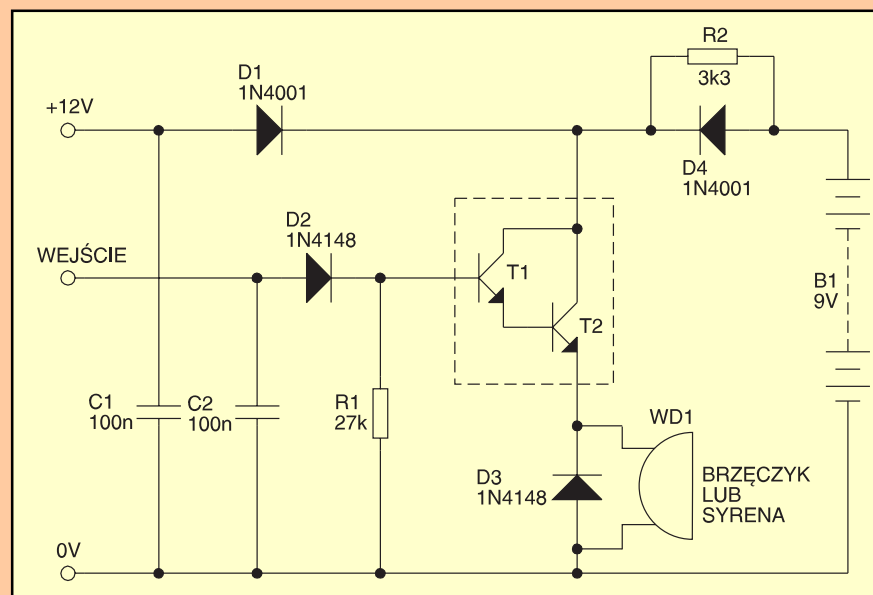 R2
3k3
D1
1N4001
+12V
D4
1N4001
D2
1N4148
WEJŚCIE
T1
T2
B1
9V
C1
100n
C2
100n
R1
27k
WD1
D3
1N4148
BRZĘCZYK
LUB
SYRENA
0V